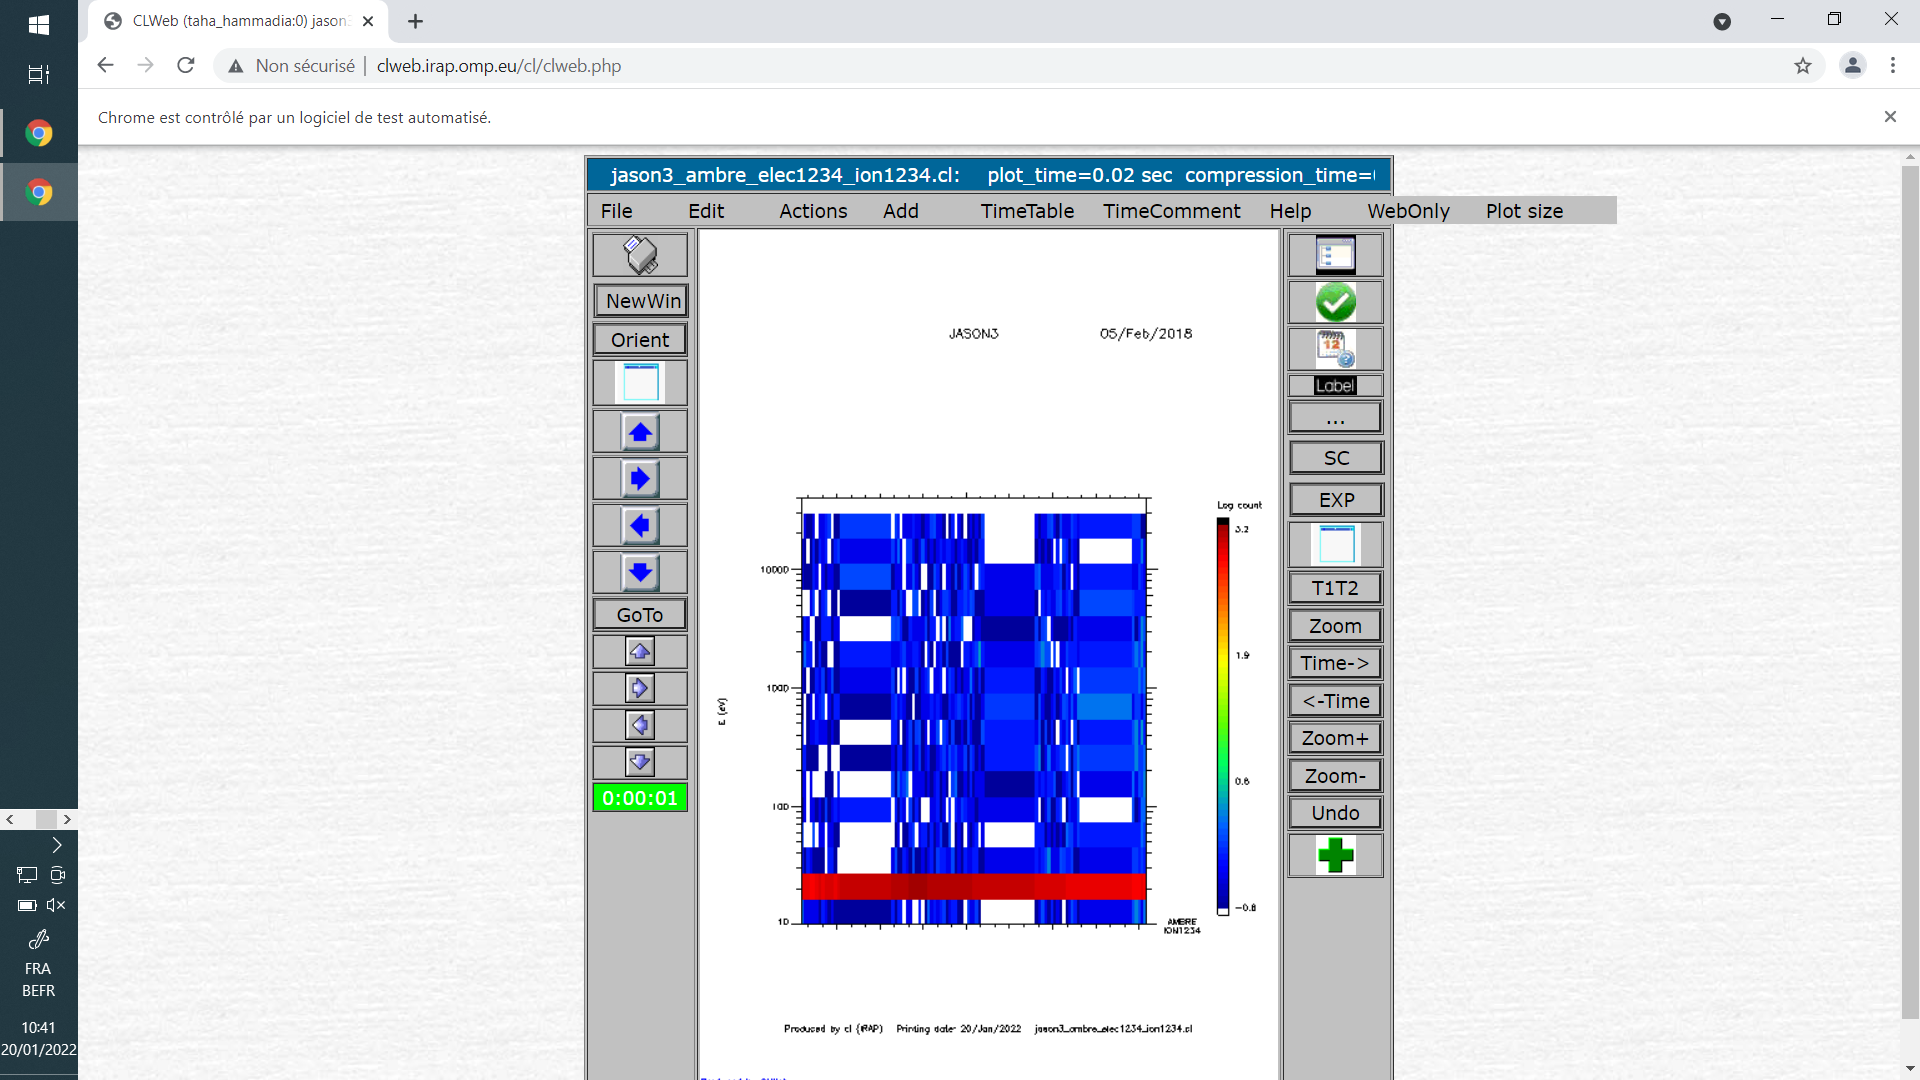 CLWeb (taha_hammadia:0) jason3
Non sécurisé | clweb.irap.omp.eu/cl/clweb.php
Chrome est contrôlé par un logiciel de test automatisé.
jason3_ambre_elec1234_ion1234.cl: plot_time=0.02 sec compression_time=
File Edit Actions Add TimeTable TimeComment Help WebOnly Plot size
NewWin
Orient
GoTo
0:00:01
JASON3 05/Feb/2018
Log count
3.2
1.9
0.6
-0.8
10000
1000
100
10
E (eV)
AMBRE
ION1234
Produced by cl (IRAP) Printing date: 20/Jan/2022 jason3_ambre_elec1234_ion1234.cl
12
Label
...
SC
EXP
T1T2
Zoom
Time->
<-Time
Zoom+
Zoom-
Undo
FRA
BEFR
10:41
20/01/2022